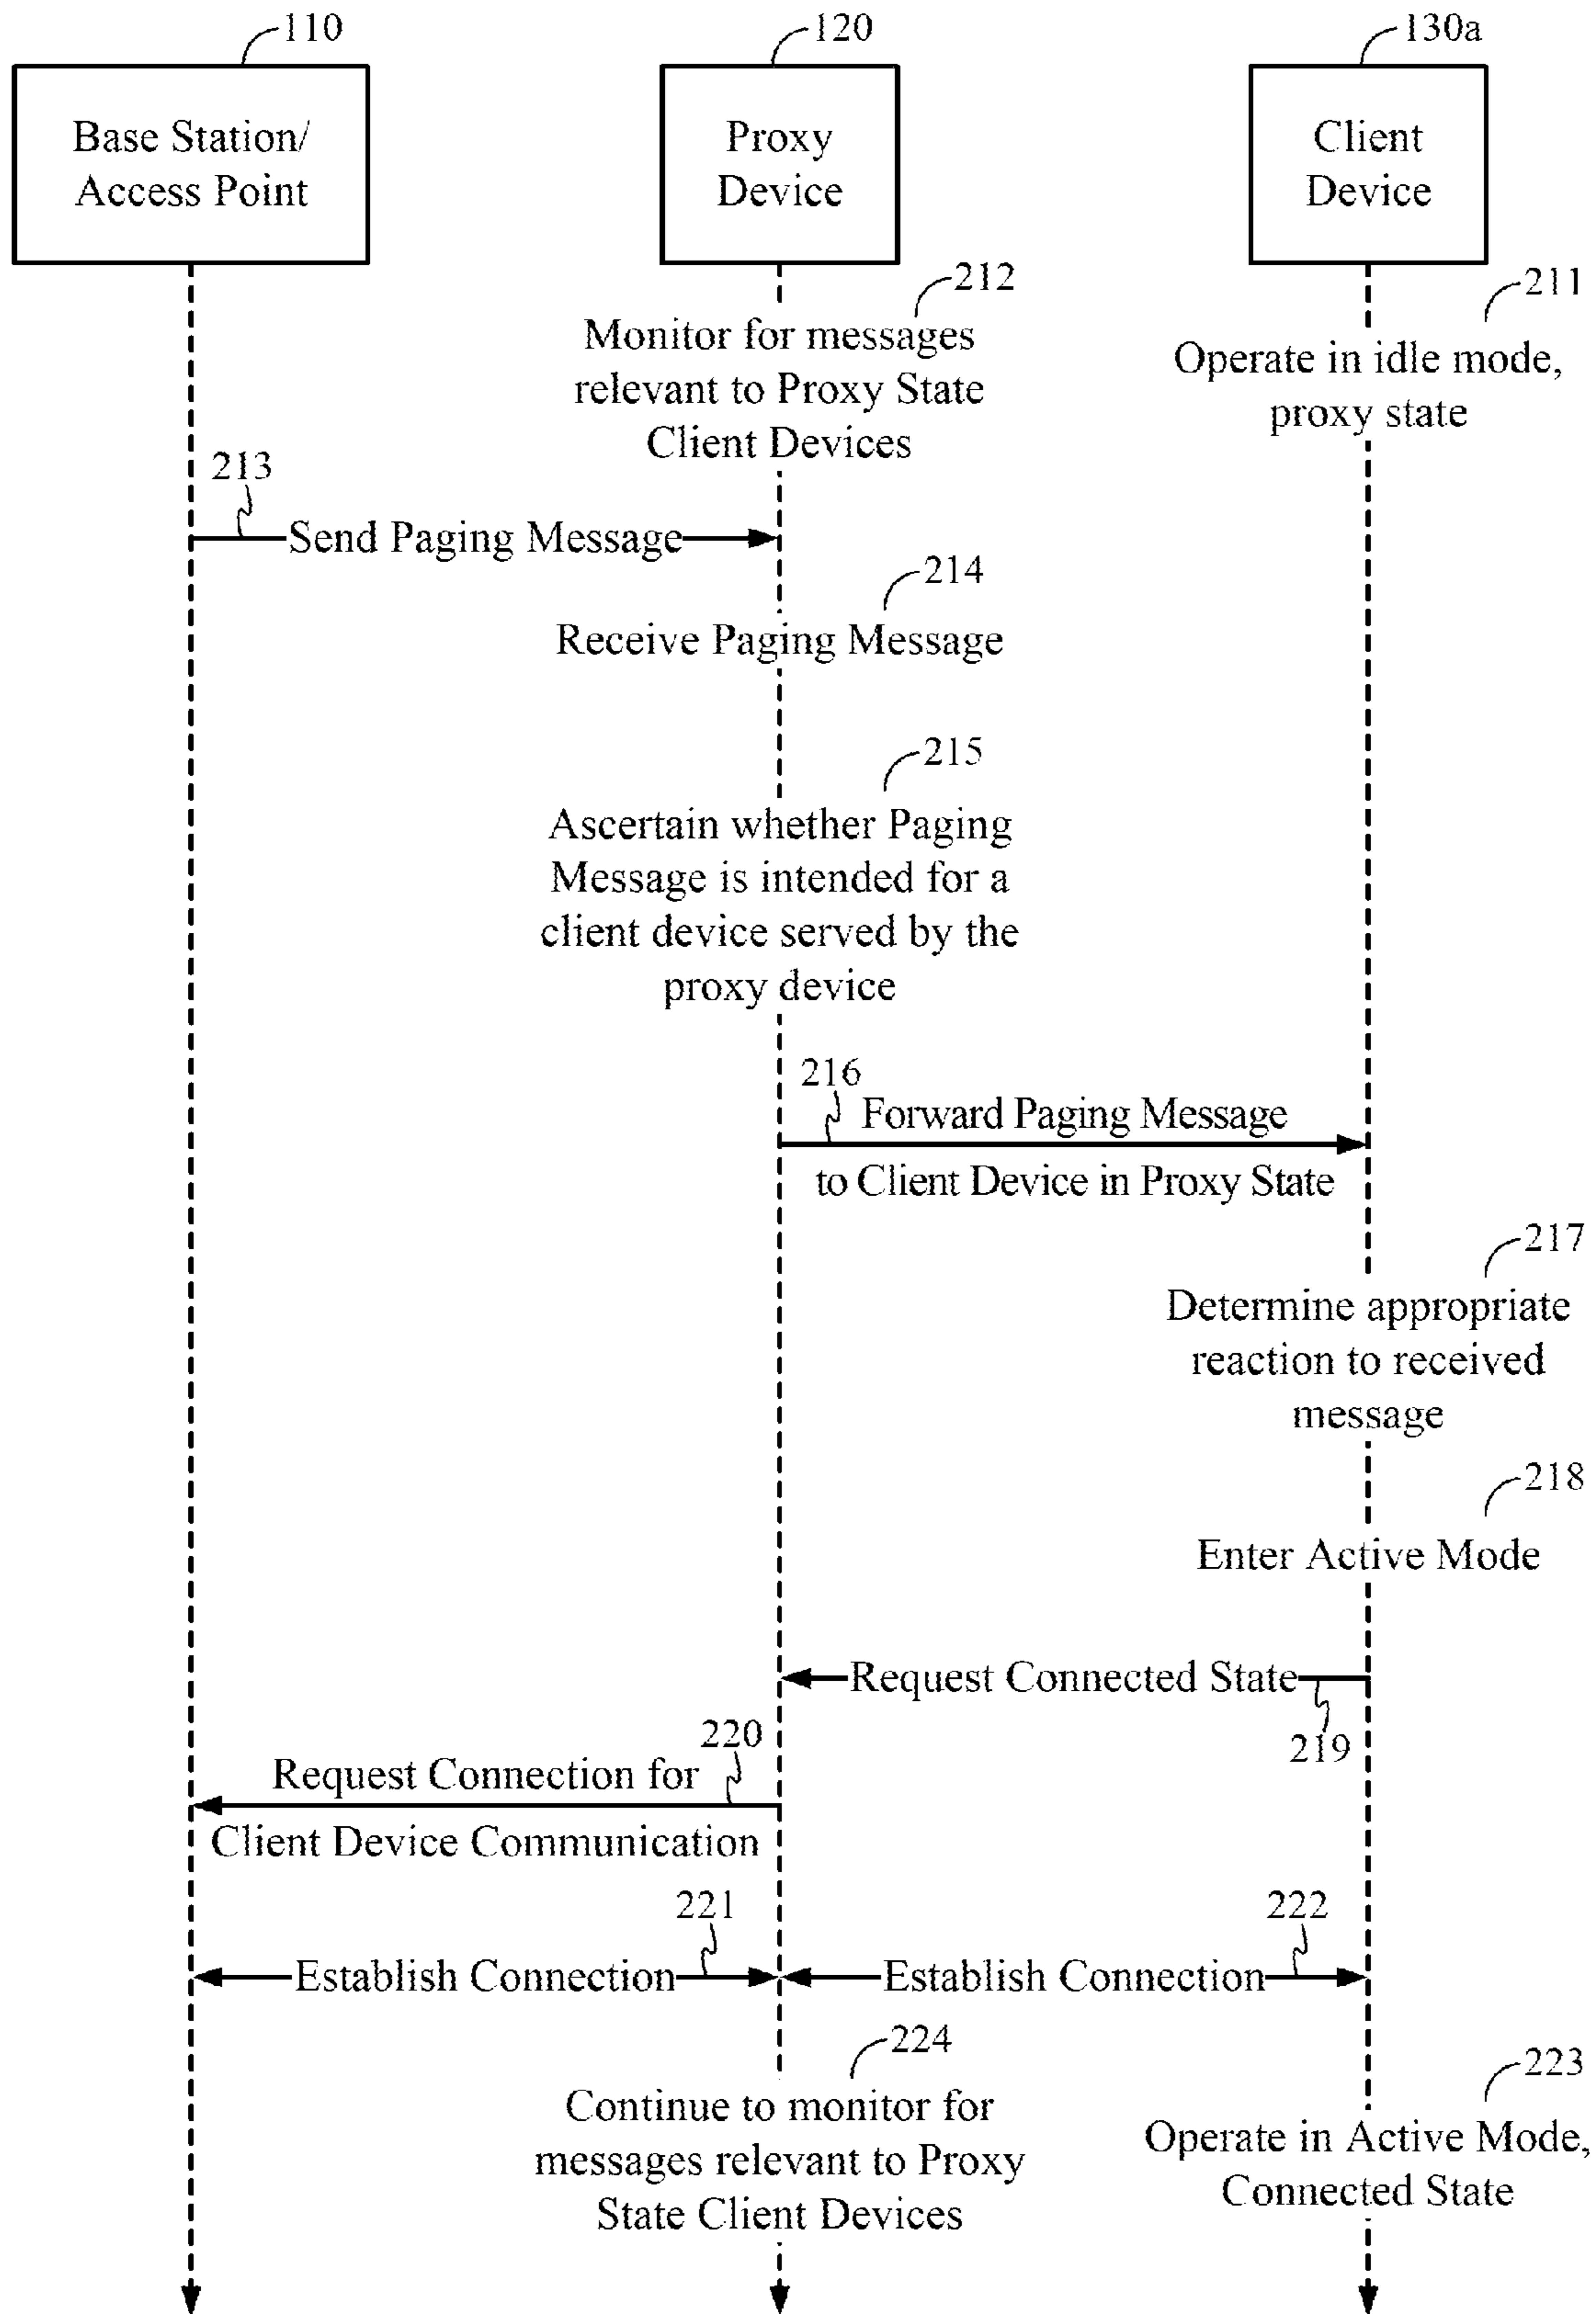 110
120
130a
Base Station/
Access Point
Proxy
Device
Client
Device
212
Monitor for messages
relevant to Proxy State
Client Devices
211
Operate in idle mode,
proxy state
213
Send Paging Message
214
Receive Paging Message
215
Ascertain whether Paging
Message is intended for a
client device served by the
proxy device
216
Forward Paging Message
to Client Device in Proxy State
217
Determine appropriate
reaction to received
message
218
Enter Active Mode
Request Connected State
219
220
Request Connection for
Client Device Communication
221
Establish Connection
222
Establish Connection
224
Continue to monitor for
messages relevant to Proxy
State Client Devices
223
Operate in Active Mode,
Connected State